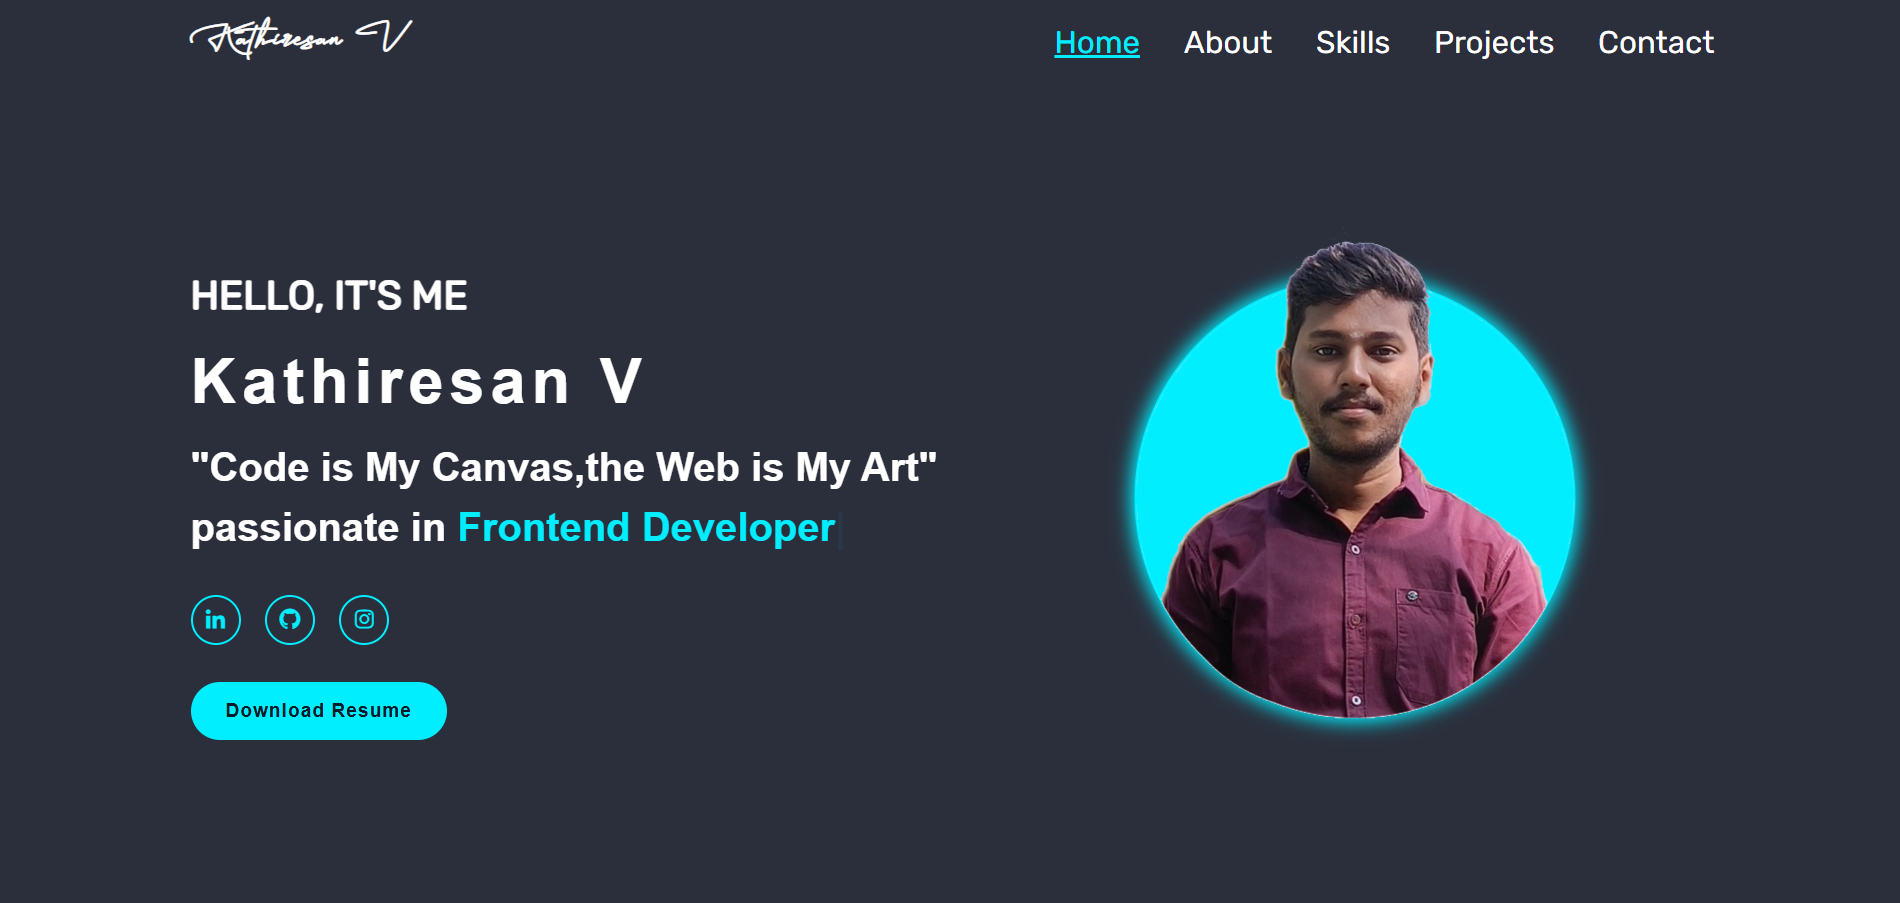 Kathiresan V
Home About Skills Projects Contact
HELLO, IT'S ME
Kathiresan V
"Code is My Canvas,the Web is My Art"
passionate in Frontend Developer
in
Download Resume